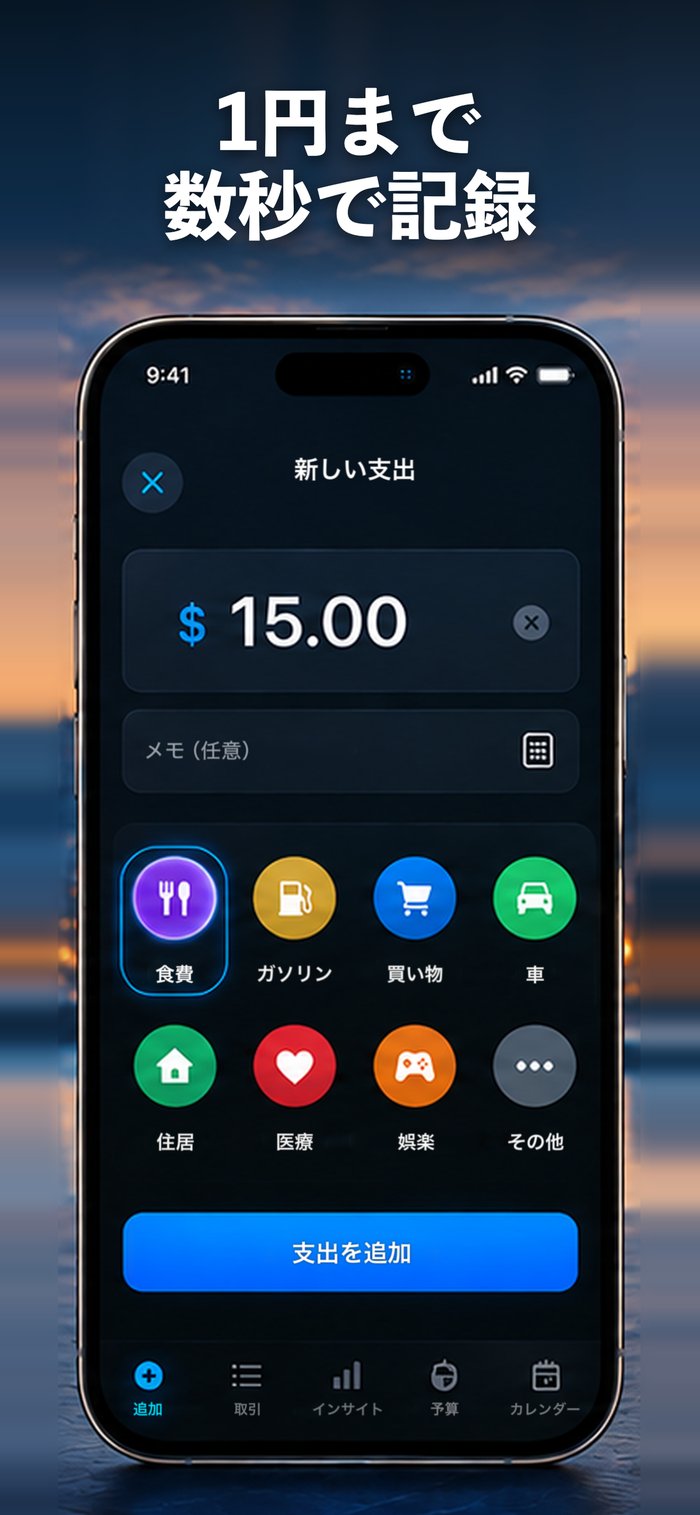 1円まで
数秒で記録
9:41
新しい支出
$ 15.00
メモ (任意)
食費 ガソリン 買い物 車
住居 医療 娯楽 その他
支出を追加
追加 取引 インサイト 予算 カレンダー